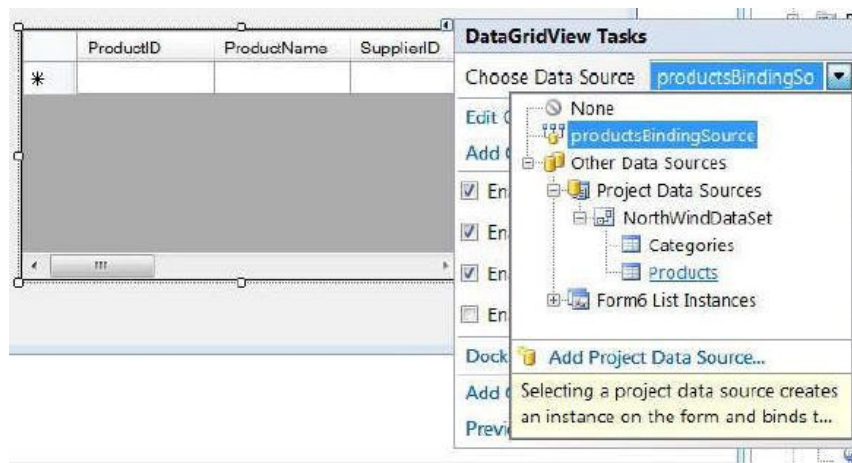 ProductID ProductName SupplierID
*
DataGridView Tasks
Choose Data Source productsBindingSo
None
productsBindingSource
Other Data Sources
Project Data Sources
NorthWindDataSet
Categories
Products
Form6 List Instances
Add Project Data Source...
Selecting a project data source creates
an instance on the form and binds t...
Edit
Add
En
En
En
En
Dock
Add
Previ